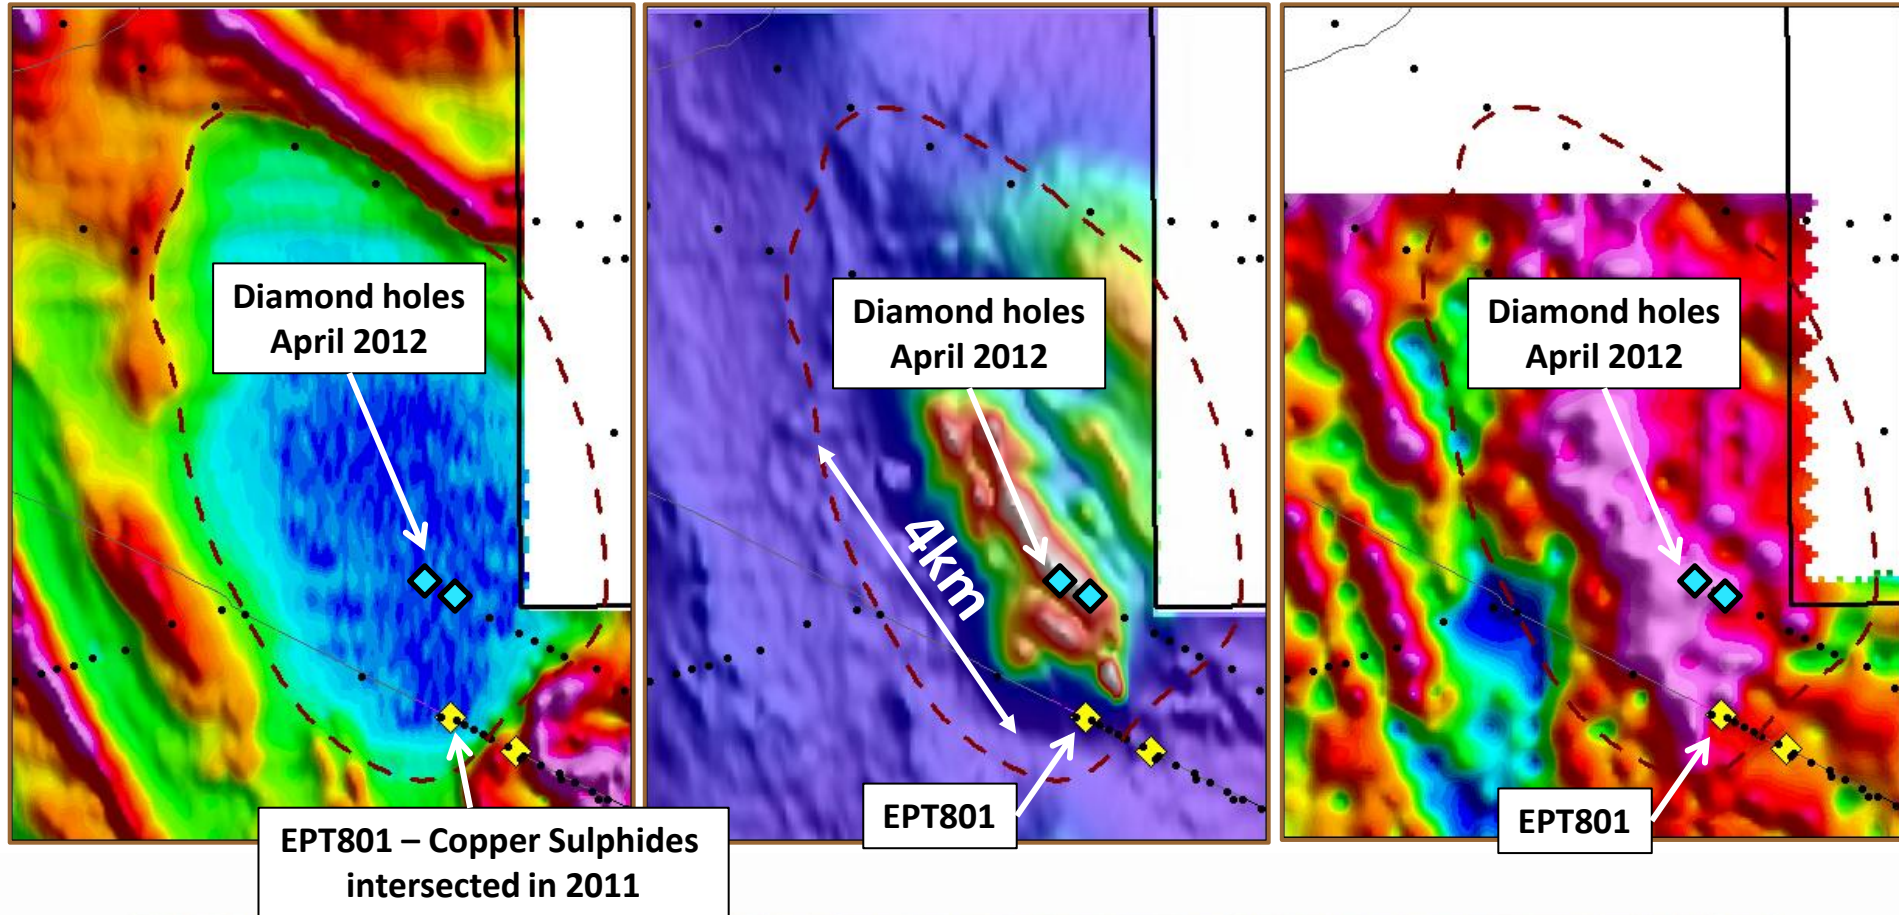 Diamond holes
April 2012
EPT801 – Copper Sulphides
intersected in 2011
Diamond holes
April 2012
4km
EPT801
Diamond holes
April 2012
EPT801